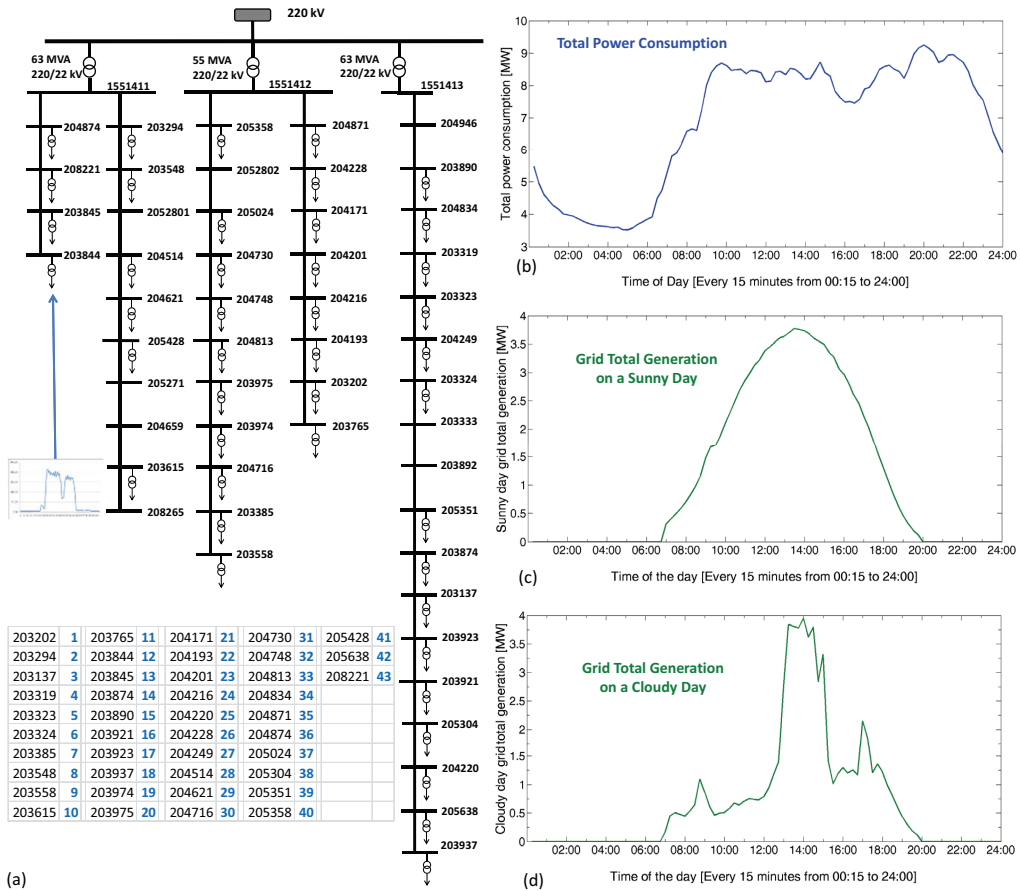 220 kV
63 MVA
220/22 kV
55 MVA
220/22 kV
63 MVA
220/22 kV
1551411
1551412
1551413
204874
208221
203845
203844
203294
203548
2052801
204514
204621
205428
205271
204659
203615
208265
205358
2052802
205024
204730
204748
204813
203975
203974
204716
203385
203558
204871
204228
204171
204201
204216
204193
203202
203765
204946
203890
204834
203319
203323
204249
203324
203333
203892
205351
203874
203137
203923
203921
205304
204220
205638
203937
203202 1 203765 11 204171 21 204730 31 205428 41
203294 2 203844 12 204193 22 204748 32 205638 42
203137 3 203845 13 204201 23 204813 33 208221 43
203319 4 203874 14 204216 24 204834 34
203323 5 203890 15 204220 25 204871 35
203324 6 203921 16 204228 26 204874 36
203385 7 203923 17 204249 27 205024 37
203548 8 203937 18 204514 28 205304 38
203558 9 203974 19 204621 29 205351 39
203615 10 203975 20 204716 30 205358 40
(a)
Total Power Consumption
Total power consumption [MW]
10
9
8
7
6
5
4
3
02:00 04:00 06:00 08:00 10:00 12:00 14:00 16:00 18:00 20:00 22:00 24:00
(b)
Time of Day [Every 15 minutes from 00:15 to 24:00]
Grid Total Generation
on a Sunny Day
Sunny day grid total generation [MW]
4
3.5
3
2.5
2
1.5
1
0.5
0
02:00 04:00 06:00 08:00 10:00 12:00 14:00 16:00 18:00 20:00 22:00 24:00
(c)
Time of the day [Every 15 minutes from 00:15 to 24:00]
Grid Total Generation
on a Cloudy Day
Cloudy day grid total generation [MW]
4
3.5
3
2.5
2
1.5
1
0.5
0
02:00 04:00 06:00 08:00 10:00 12:00 14:00 16:00 18:00 20:00 22:00 24:00
(d)
Time of the day [Every 15 minutes from 00:15 to 24:00]